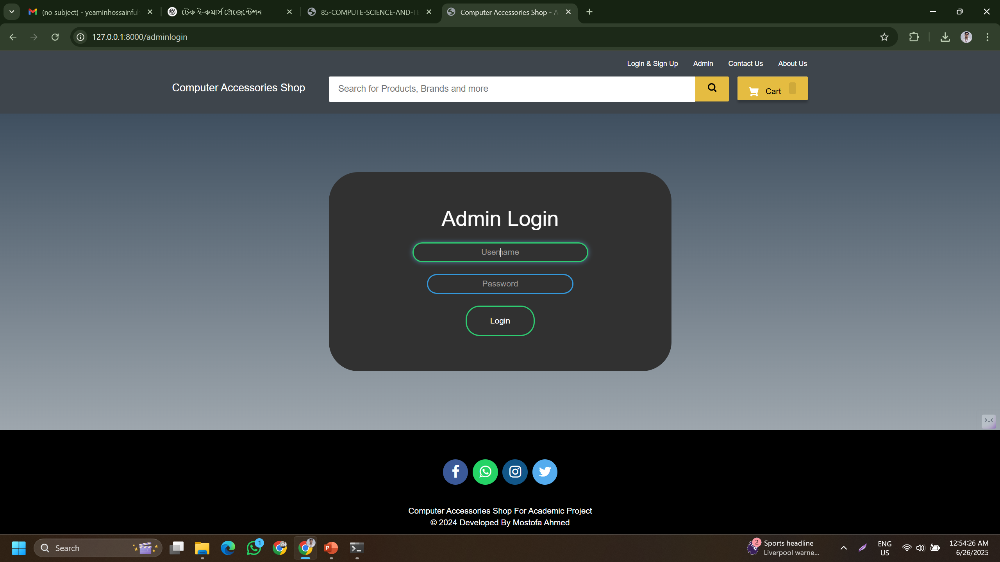 (no subject) - yeaminhossainfuh
টেক ই-কমার্স প্রেজেন্টেশন
85-COMPUTE-SCIENCE-AND-TE
Computer Accessories Shop - A
127.0.0.1:8000/adminlogin
Login & Sign Up Admin Contact Us About Us
Computer Accessories Shop
Search for Products, Brands and more
Cart
Admin Login
Username
Password
Login
Computer Accessories Shop For Academic Project
© 2024 Developed By Mostofa Ahmed
Search
1
P
2
Sports headline
Liverpool warne...
ENG
US
12:54:26 AM
6/26/2025